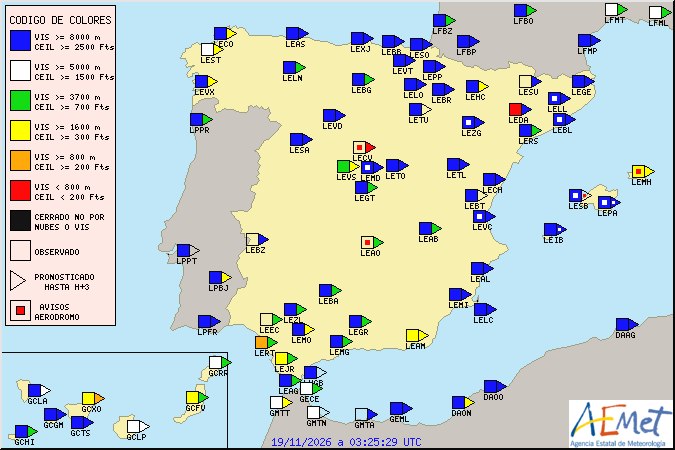 CODIGO DE COLORES
VIS >= 8000 m
CEIL >= 2500 Fts
VIS >= 5000 m
CEIL >= 1500 Fts
VIS >= 3700 m
CEIL >= 700 Fts
VIS >= 1600 m
CEIL >= 300 Fts
VIS >= 800 m
CEIL >= 200 Fts
VIS < 800 m
CEIL < 200 Fts
CERRADO NO POR
NUBES O VIS
OBSERVADO
PRONOSTICADO
HASTA H+3
AVISOS
AERODROMO
LFBO LFMT LFML
LFBZ
LECO LEAS LEXJ LEBB LESO LFBP LFMP
LEST
LEVT LEPP
LEVX LELN LEBG LELO LEBR LEHC LESU LEGE
LELL
LPPR LEVD LETU LEZG LEDA LEBL
LESA LERS
LECV
LEVS LEMD LETO LETL
LEGT LECH LEMH
LEBT LESB
LEPA
LEVC
LEBZ LEAO LEAB LEIB
LPPT
LPBJ LEAL
LEBA LEMI
LEZL LELC
LPFR LEEC LEMO LEGR DAAG
LERT LEMG LEAM
LEJR
GCRR
LEAG LXGB
GCLA GCXO GCFV GECE DAOO
GMTT DAON
GCGM GMTN GMTA GEML
GCTS
GCHI GCLP
19/11/2026 a 03:25:29 UTC
AEMet
Agencia Estatal de Meteorología